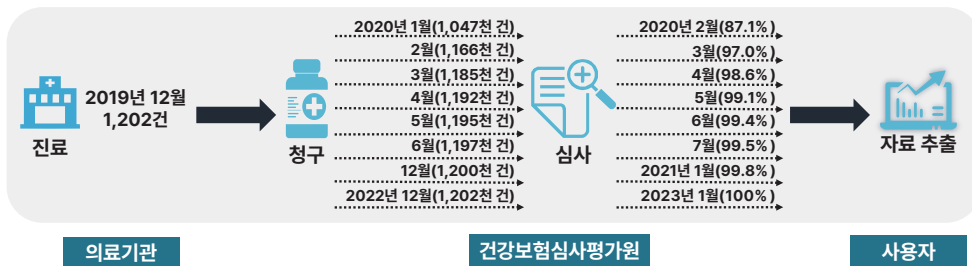 2019년 12월
1,202건
진료
청구
2020년 1월(1,047천 건)
2월(1,166천 건)
3월(1,185천 건)
4월(1,192천 건)
5월(1,195천 건)
6월(1,197천 건)
12월(1,200천 건)
2022년 12월(1,202천 건)
심사
2020년 2월(87.1%)
3월(97.0%)
4월(98.6%)
5월(99.1%)
6월(99.4%)
7월(99.5%)
2021년 1월(99.8%)
2023년 1월(100%)
자료 추출
의료기관
건강보험심사평가원
사용자